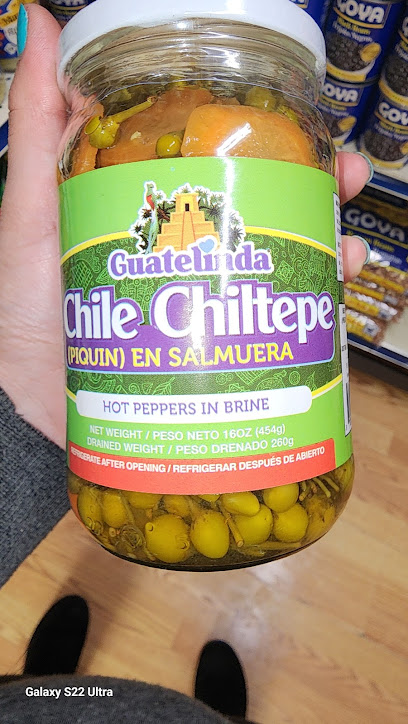 GOYA
GOYA
GOYA
GOYA
Guatelinda
Chile Chiltepe
(PIQUIN) EN SALMUERA
HOT PEPPERS IN BRINE
NET WEIGHT / PESO NETO 16OZ (454g)
DRAINED WEIGHT / PESO DRENADO 260g
REFRIGERATE AFTER OPENING / REFRIGERAR DESPUÉS DE ABIERTO
Galaxy S22 Ultra